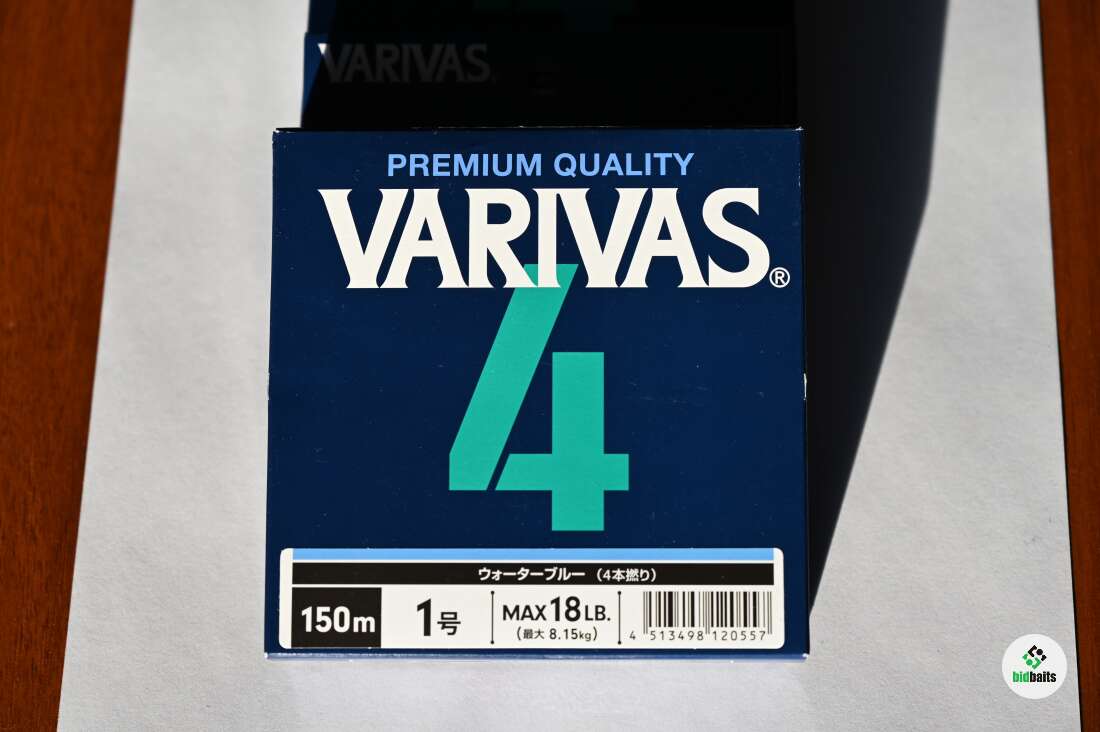 VARIVAS
PREMIUM QUALITY
VARIVAS®
4
ウォーターブルー (4本撚り)
150m
1号
MAX 18 LB.
(最大 8.15kg)
4 513498 120557
bidbaits